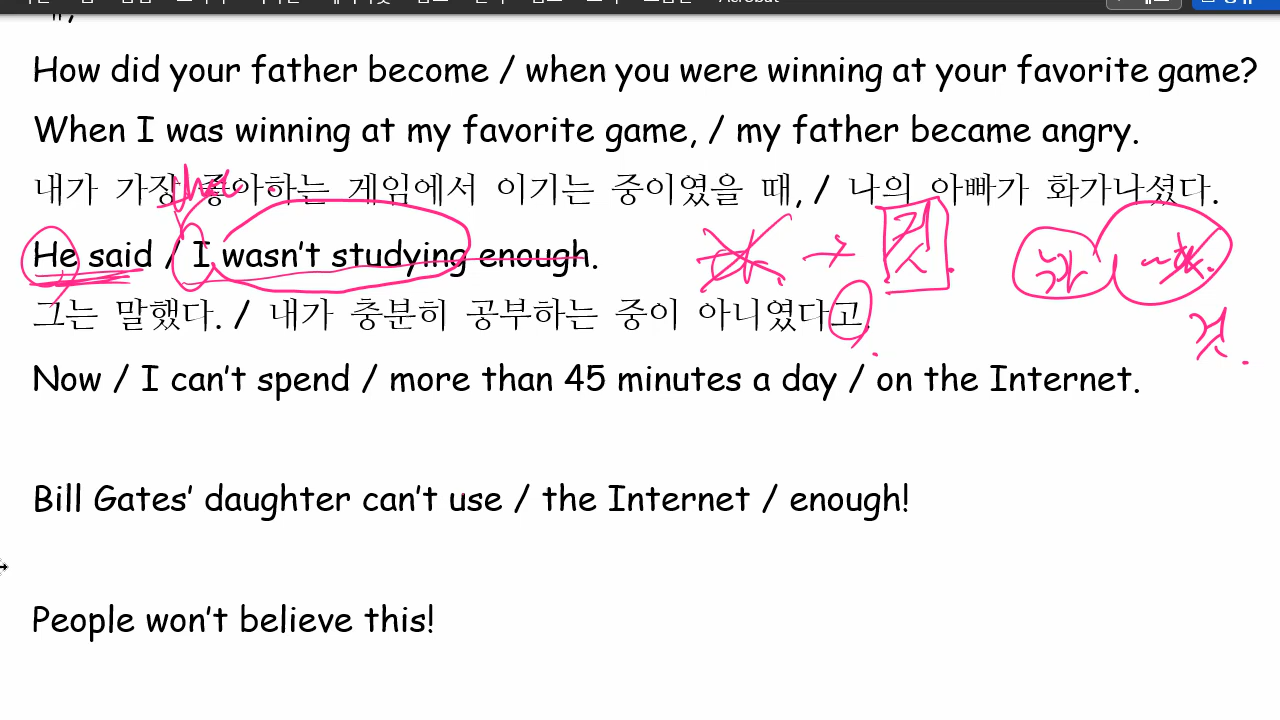 How did your father become / when you were winning at your favorite game?
When I was winning at my favorite game, / my father became angry.
내가 가장 좋아하는 게임에서 이기는 중이였을 때, / 나의 아빠가 화가나셨다.
He said / I wasn't studying enough.
그는 말했다. / 내가 충분히 공부하는 중이 아니였다고.
Now / I can't spend / more than 45 minutes a day / on the Internet.
Bill Gates' daughter can't use / the Internet / enough!
People won't believe this!